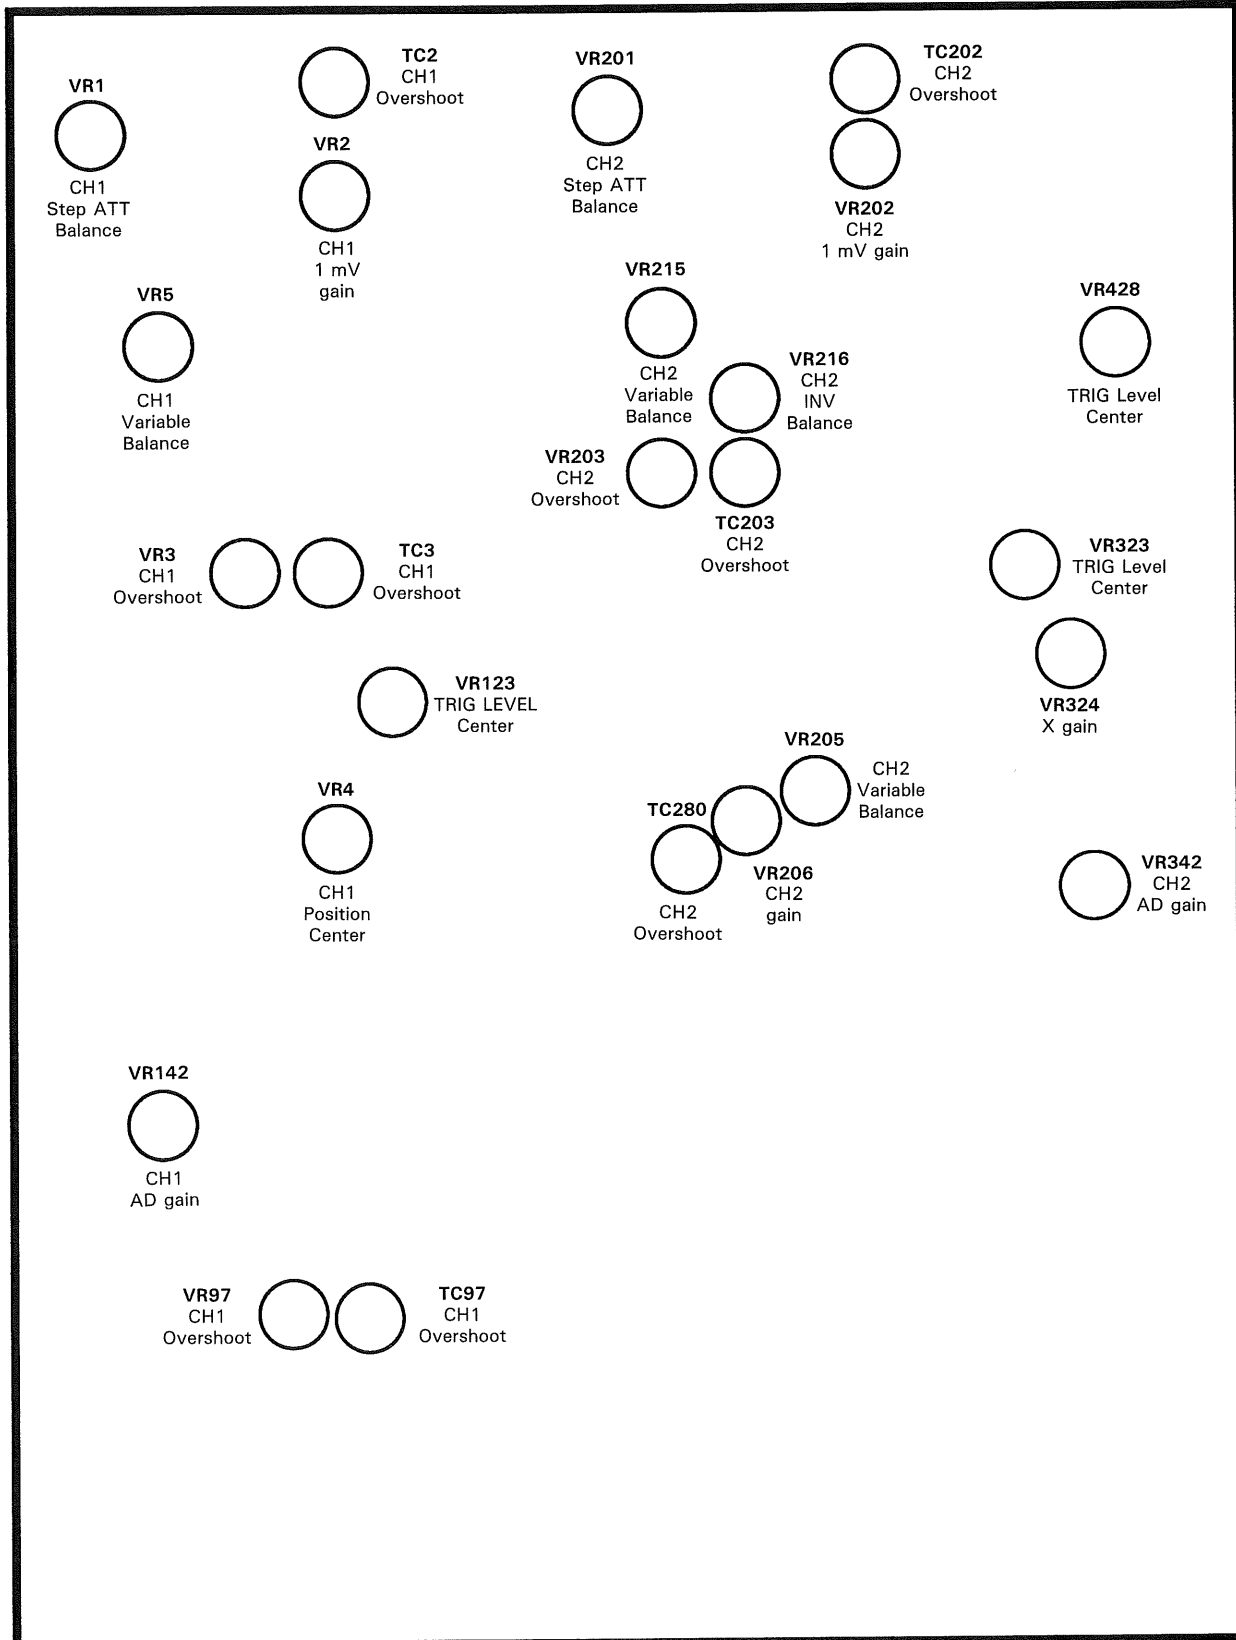 VR1
CH1
Step ATT
Balance
TC2
CH1
Overshoot
VR2
CH1
1 mV
gain
VR201
CH2
Step ATT
Balance
TC202
CH2
Overshoot
VR202
CH2
1 mV gain
VR5
CH1
Variable
Balance
VR215
CH2
Variable
Balance
VR216
CH2
INV
Balance
VR428
TRIG Level
Center
VR203
CH2
Overshoot
TC203
CH2
Overshoot
VR3
CH1
Overshoot
TC3
CH1
Overshoot
VR323
TRIG Level
Center
VR324
X gain
VR123
TRIG LEVEL
Center
VR4
CH1
Position
Center
VR205
CH2
Variable
Balance
TC280
CH2
Overshoot
VR206
CH2
gain
VR342
CH2
AD gain
VR142
CH1
AD gain
VR97
CH1
Overshoot
TC97
CH1
Overshoot